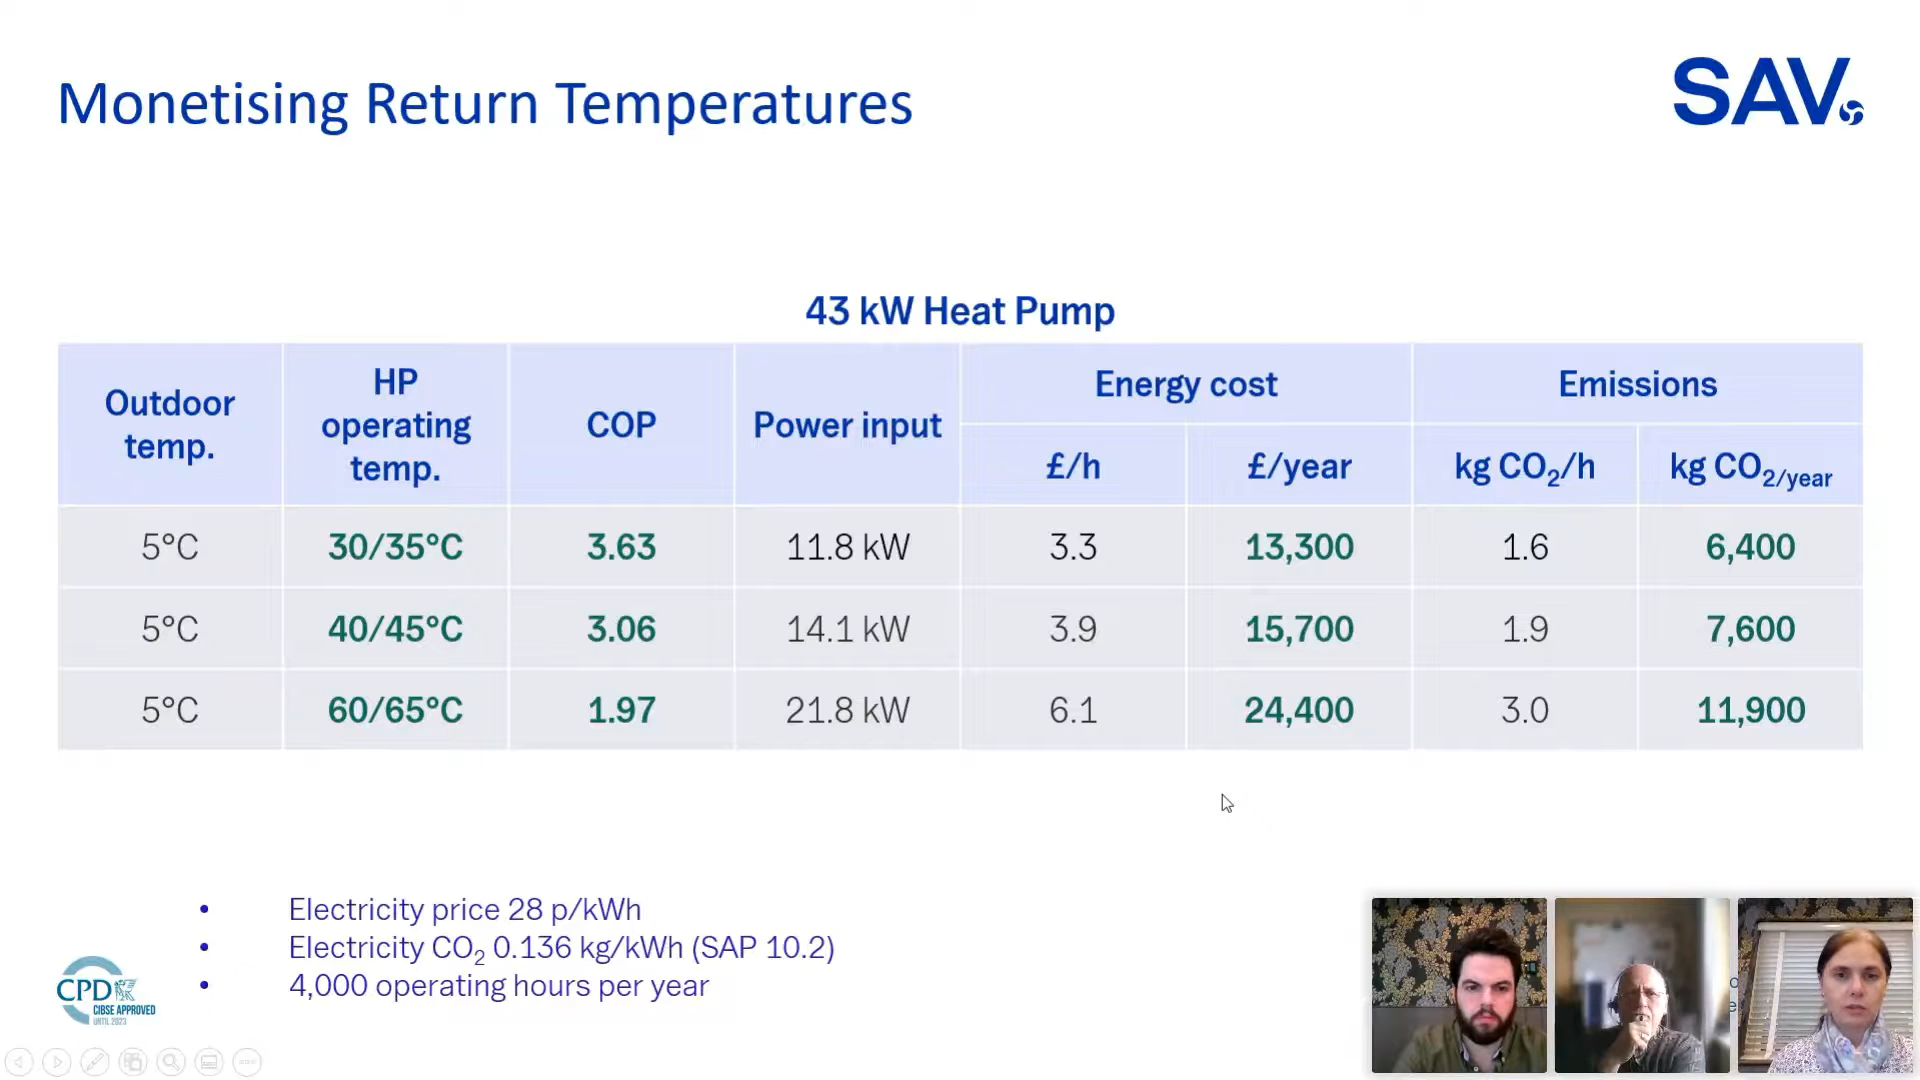 Monetising Return Temperatures
SAV
43 kW Heat Pump
Outdoor temp.
HP operating temp.
COP
Power input
Energy cost
Emissions
£/h
£/year
kg CO₂/h
kg CO₂/year
5°C 30/35°C 3.63 11.8 kW 3.3 13,300 1.6 6,400
5°C 40/45°C 3.06 14.1 kW 3.9 15,700 1.9 7,600
5°C 60/65°C 1.97 21.8 kW 6.1 24,400 3.0 11,900
• Electricity price 28 p/kWh
• Electricity CO₂ 0.136 kg/kWh (SAP 10.2)
• 4,000 operating hours per year
CPD
CIBSE APPROVED
UNTIL 2023